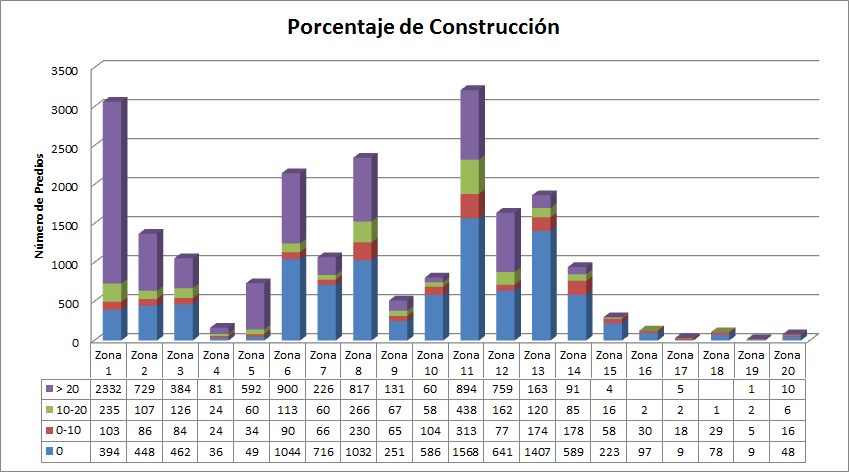 Porcentaje de Construcción
Número de Predios
3500
3000
2500
2000
1500
1000
500
0
Zona 1 Zona 2 Zona 3 Zona 4 Zona 5 Zona 6 Zona 7 Zona 8 Zona 9 Zona 10 Zona 11 Zona 12 Zona 13 Zona 14 Zona 15 Zona 16 Zona 17 Zona 18 Zona 19 Zona 20
> 20 2332 729 384 81 592 900 226 817 131 60 894 759 163 91 4 5 1 10
10-20 235 107 126 24 60 113 60 266 67 58 438 162 120 85 16 2 2 1 2 6
0-10 103 86 84 24 34 90 66 230 65 104 313 77 174 178 58 30 18 29 5 16
0 394 448 462 36 49 1044 716 1032 251 586 1568 641 1407 589 223 97 9 78 9 48